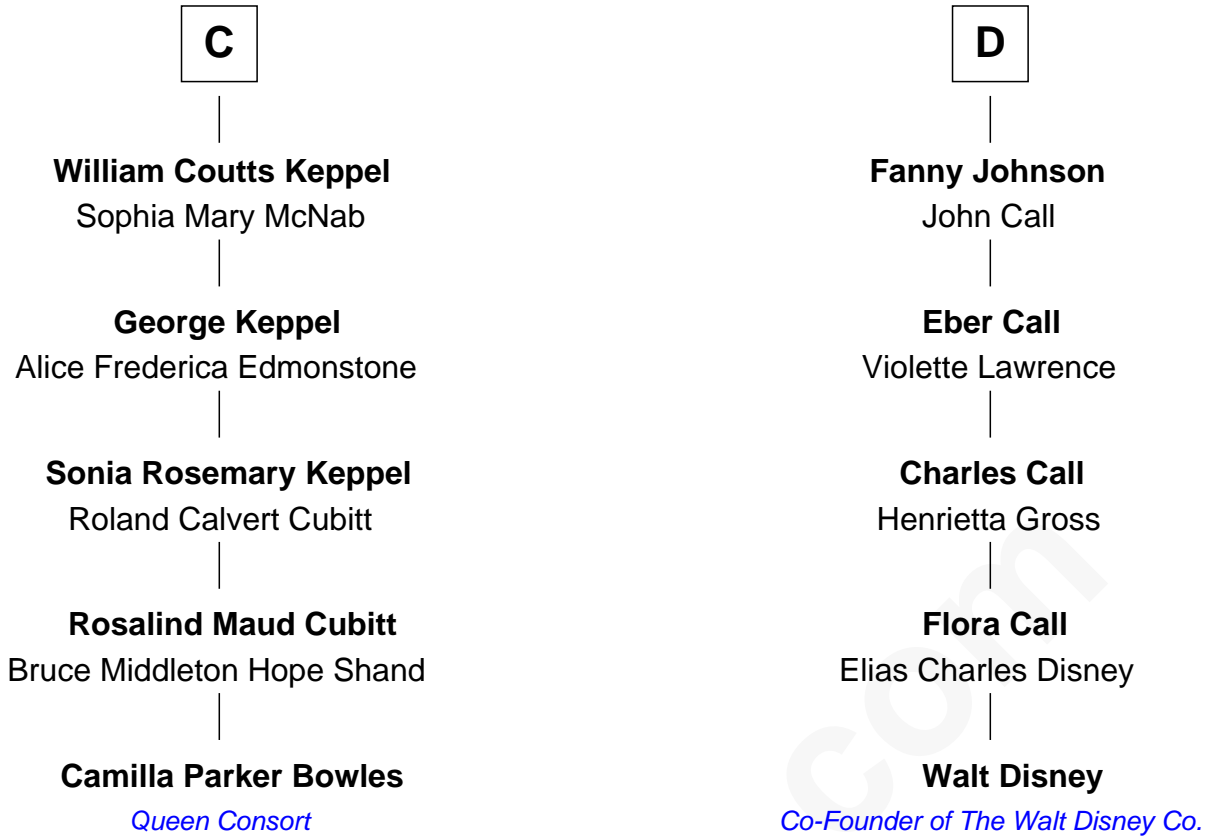 C
William Coutts Keppel
Sophia Mary McNab
George Keppel
Alice Frederica Edmonstone
Sonia Rosemary Keppel
Roland Calvert Cubitt
Rosalind Maud Cubitt
Bruce Middleton Hope Shand
Camilla Parker Bowles
Queen Consort
D
Fanny Johnson
John Call
Eber Call
Violette Lawrence
Charles Call
Henrietta Gross
Flora Call
Elias Charles Disney
Walt Disney
Co-Founder of The Walt Disney Co.
com